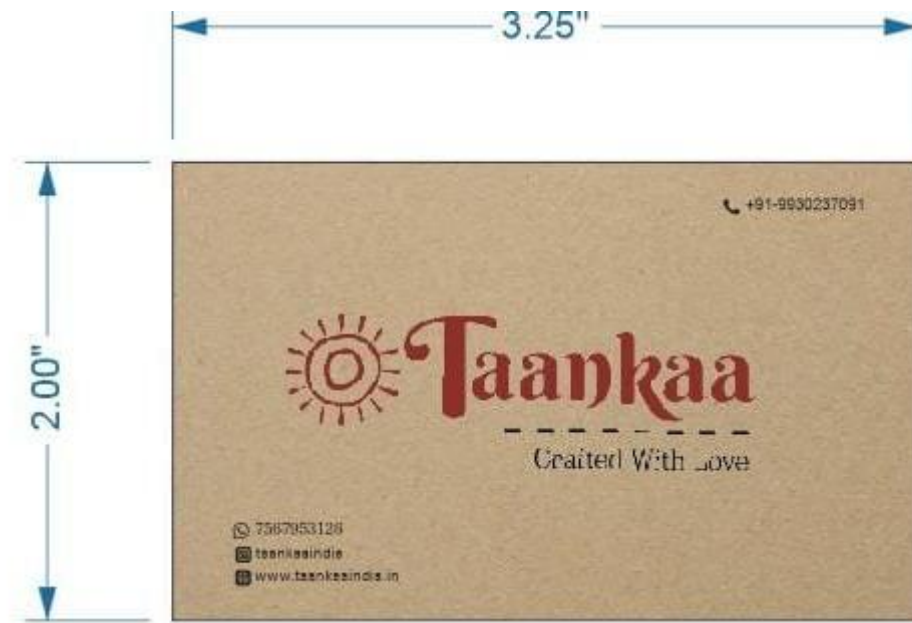 3.25"
2.00"
+91-9930237091
Taankaa
Crafted With Love
7567953126
taankaaindia
www.taankaaindia.in